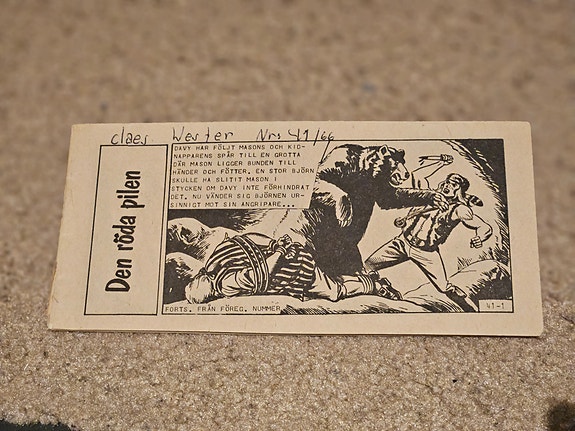 claes Wester Nr: 41/66
Den röda pilen
DAVY HAR FÖLJT MASONS OCH KID-
NAPPARENS SPÅR TILL EN GROTTA
DÄR MASON LIGGER BUNDEN TILL
HÄNDER OCH FÖTTER. EN STOR BJÖRN
SKULLE HA SLITIT MASON I
STYCKEN OM DAVY INTE FÖRHINDRAT
DET. NU VÄNDER SIG BJÖRNEN UR-
SINNIGT MOT SIN ANGRIPARE...
FORTS. FRÅN FÖREG. NUMMER
41-1